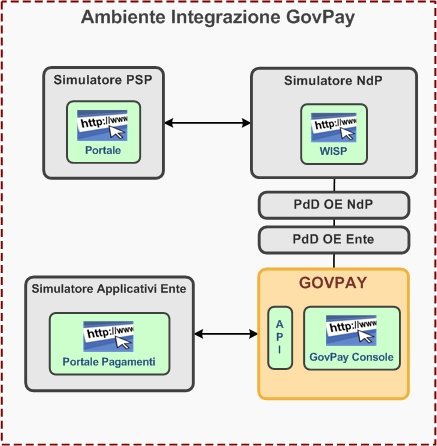 Ambiente Integrazione GovPay
Simulatore PSP
http://www
Portale
Simulatore NdP
http://www
WISP
PdD OE NdP
PdD OE Ente
Simulatore Applicativi Ente
http://www
Portale Pagamenti
GOVPAY
API
http://www
GovPay Console